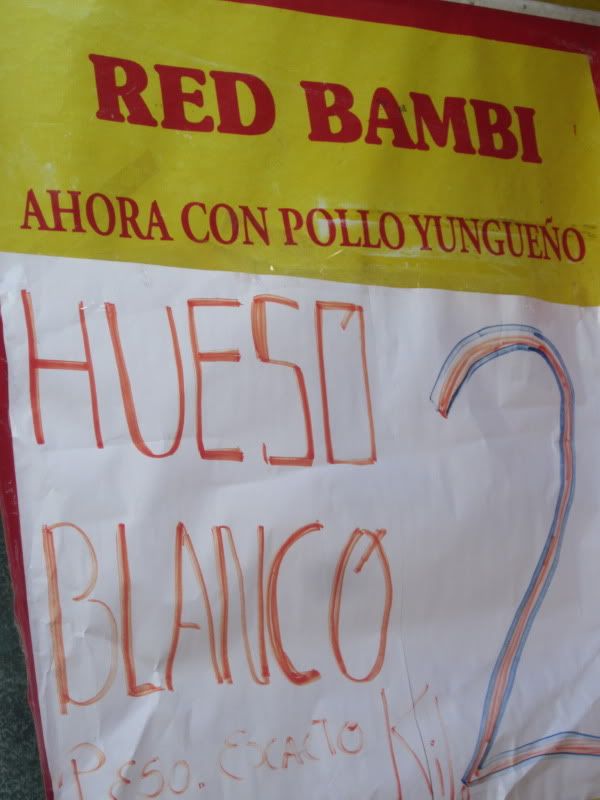 RED BAMBI
AHORA CON POLLO YUNGUEÑO
HUESO
BLANCO
2
PESO. EXACTO